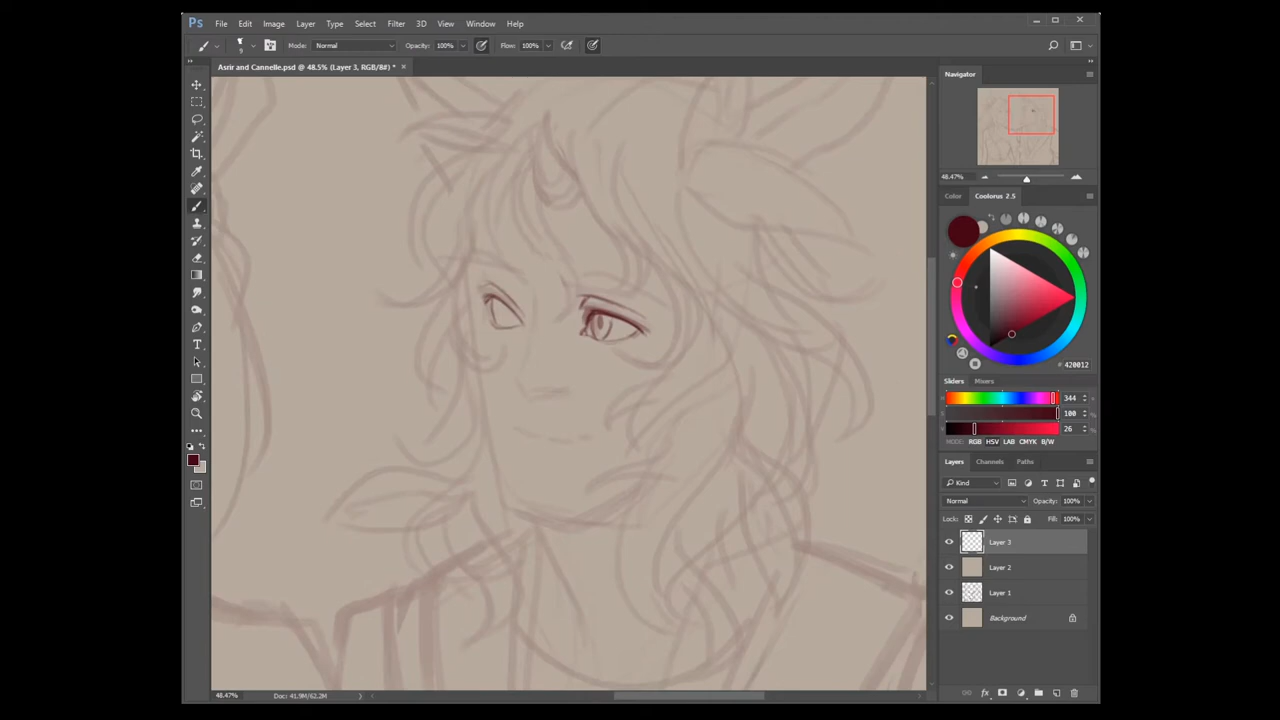 Ps File Edit Image Layer Type Select Filter 3D View Window Help
9 Mode: Normal Opacity: 100% Flow: 100%
Asrir and Cannelle.psd @ 48.5% (Layer 3, RGB/8#) * ×
Navigator
48.47%
Color Coolorus 2.5
# 420012
Sliders Mixers
344
100
26
MODE: RGB HSV LAB CMYK B/W
Layers Channels Paths
Kind
Normal Opacity: 100%
Lock: Fill: 100%
Layer 3
Layer 2
Layer 1
Background
48.47% Doc: 41.9M/62.2M